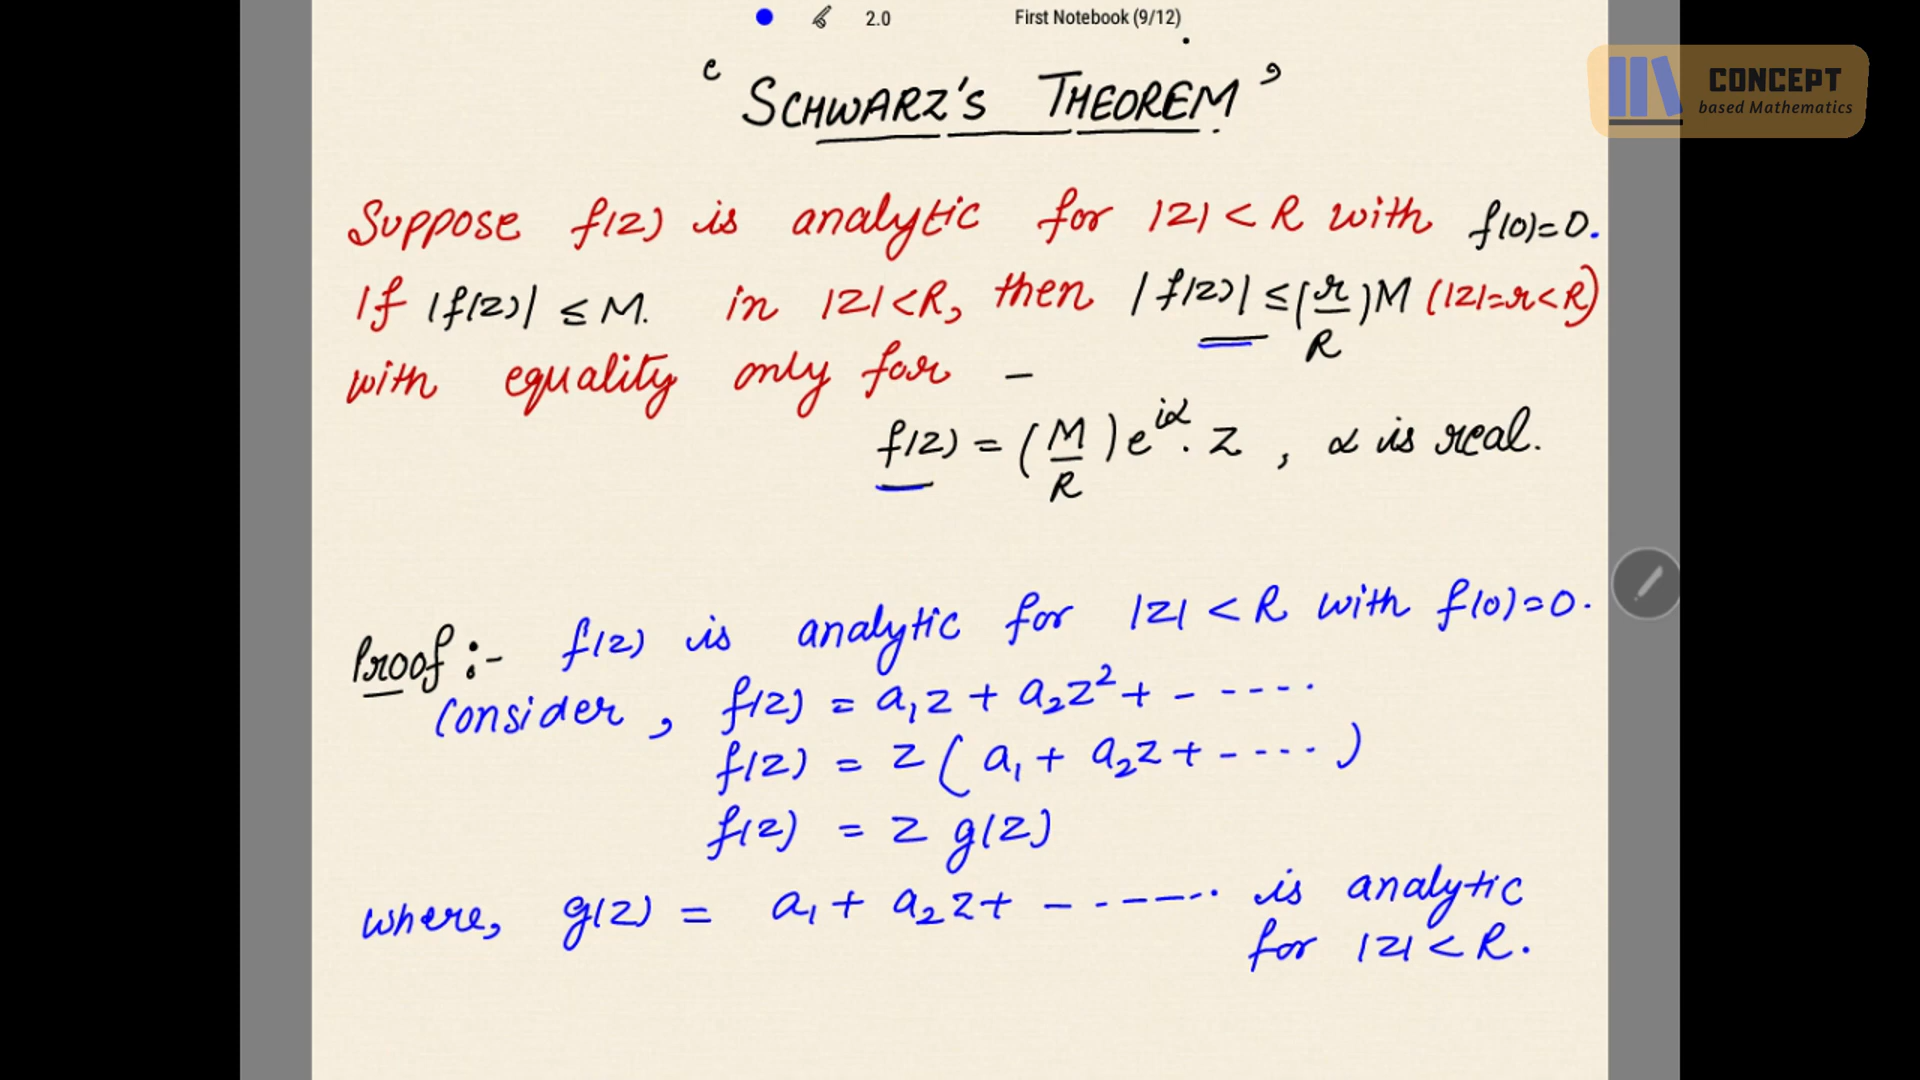 2.0 First Notebook (9/12)
CONCEPT
based Mathematics
‘ SCHWARZ's THEOREM ’
Suppose f(z) is analytic for |z| < R with f(0)=0.
If |f(z)| ≤ M. in |z|<R, then |f(z)| ≤ (r/R)M (|z|=r<R)
with equality only for –
f(z) = (M/R)e^{iα}. z , α is real.
Proof :- f(z) is analytic for |z| < R with f(0)=0.
Consider, f(z) = a₁z + a₂z² + - ----.
f(z) = z ( a₁ + a₂z + ---- )
f(z) = z g(z)
where, g(z) = a₁ + a₂z + ------. is analytic
for |z| < R.